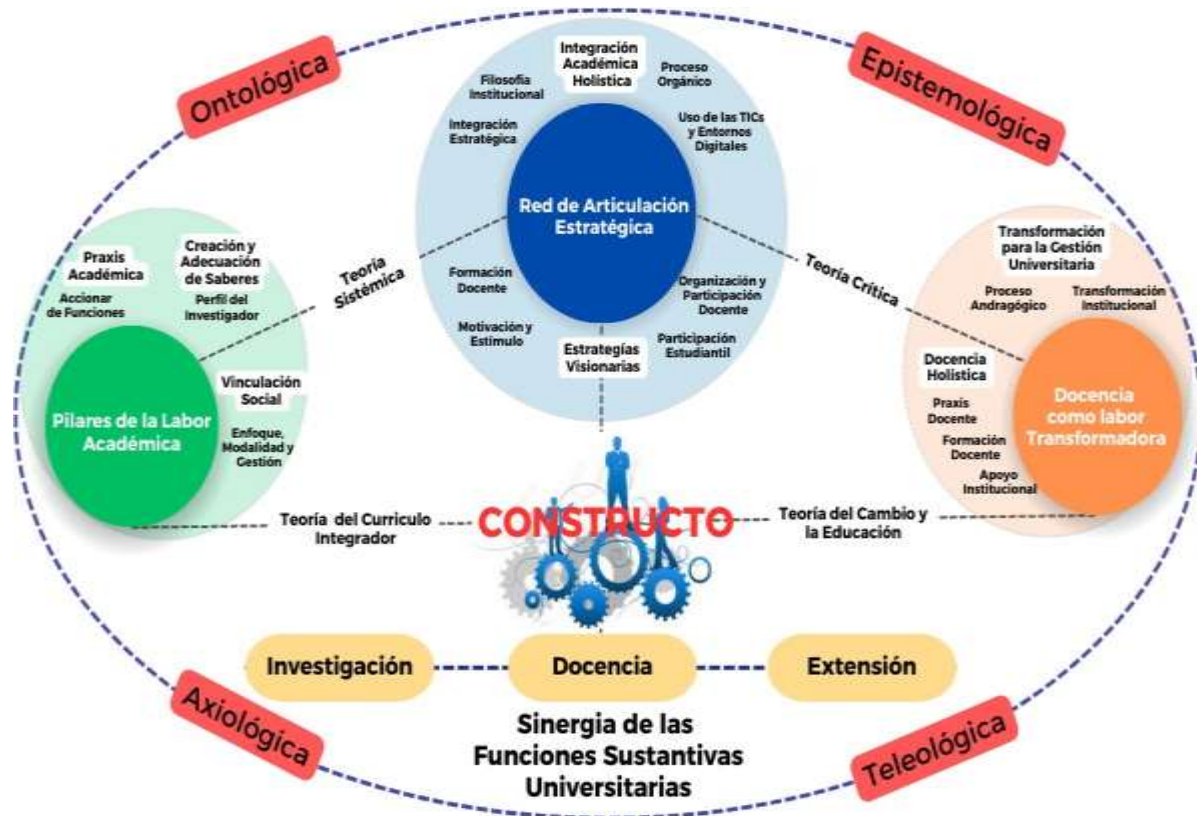 Ontológica
Epistemológica
Integración
Académica
Holística
Filosofía
Institucional
Proceso
Orgánico
Integración
Estratégica
Uso de las TICs
y Entornos
Digitales
Red de Articulación
Estratégica
Formación
Docente
Organización y
Participación
Docente
Motivación y
Estímulo
Estrategías
Visionarias
Participación
Estudiantil
Praxis
Académica
Creación y
Adecuación
de Saberes
Accionar
de Funciones
Perfil del
Investigador
Vinculación
Social
Pilares de la Labor
Académica
Enfoque,
Modalidad y
Gestión
Teoría
Sistémica
Teoría Crítica
Transformación
para la Gestión
Universitaria
Proceso
Andragógico
Transformación
Institucional
Docencia
Holistica
Praxis
Docente
Formación
Docente
Apoyo
Institucional
Docencia
como labor
Transformadora
Teoría del Curriculo
Integrador
CONSTRUCTO
Teoría del Cambio y
la Educación
Investigación
Docencia
Extensión
Sinergia de las
Funciones Sustantivas
Universitarias
Axiológica
Teleológica